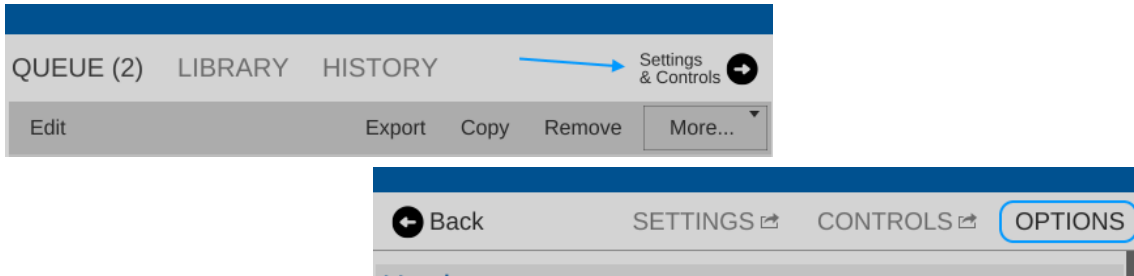 QUEUE (2) LIBRARY HISTORY Settings & Controls
Edit Export Copy Remove More...
Back SETTINGS CONTROLS OPTIONS